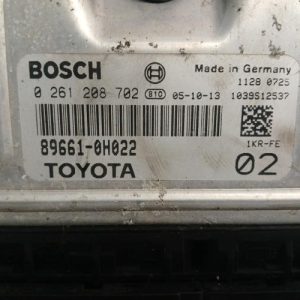 BOSCH Made in Germany
1128 0725
0 261 208 702 BTC 05-10-13 1039S12537
89661-0H022
TOYOTA 02
1KR-FE